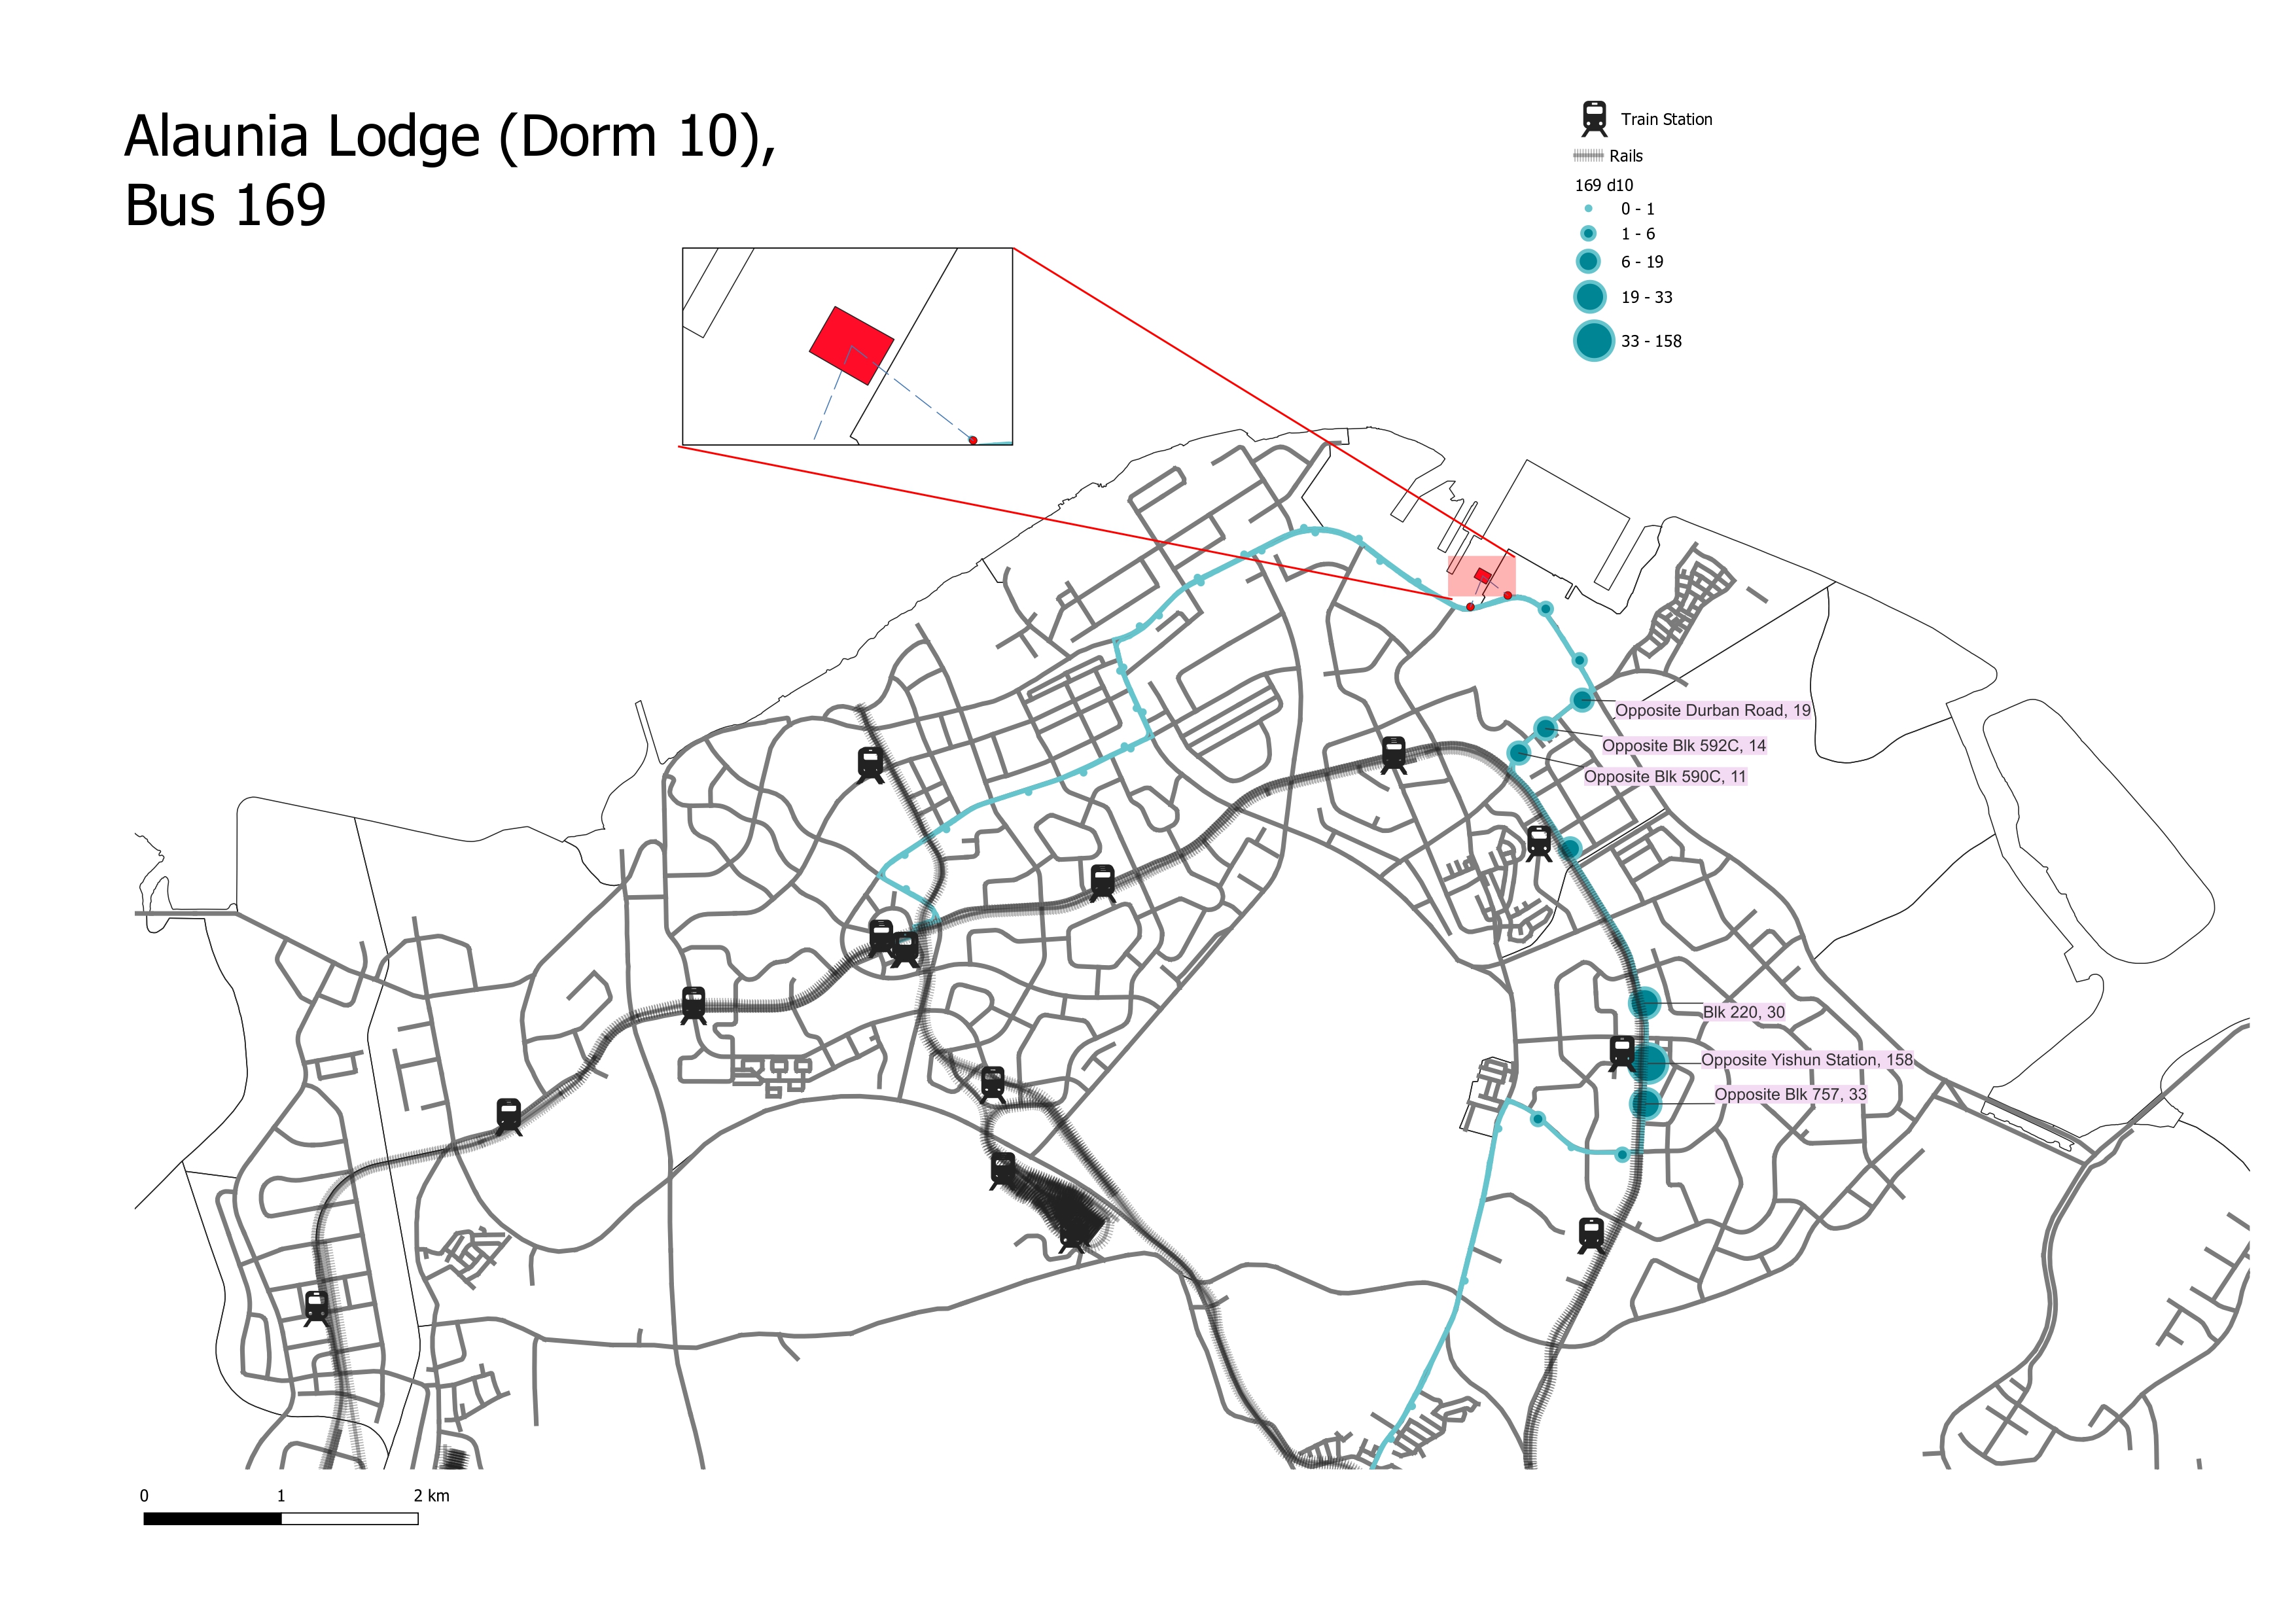 Alaunia Lodge (Dorm 10),
Bus 169
Train Station
Rails
169 d10
0 - 1
1 - 6
6 - 19
19 - 33
33 - 158
Opposite Durban Road, 19
Opposite Blk 592C, 14
Opposite Blk 590C, 11
Blk 220, 30
Opposite Yishun Station, 158
Opposite Blk 757, 33
0 1 2 km